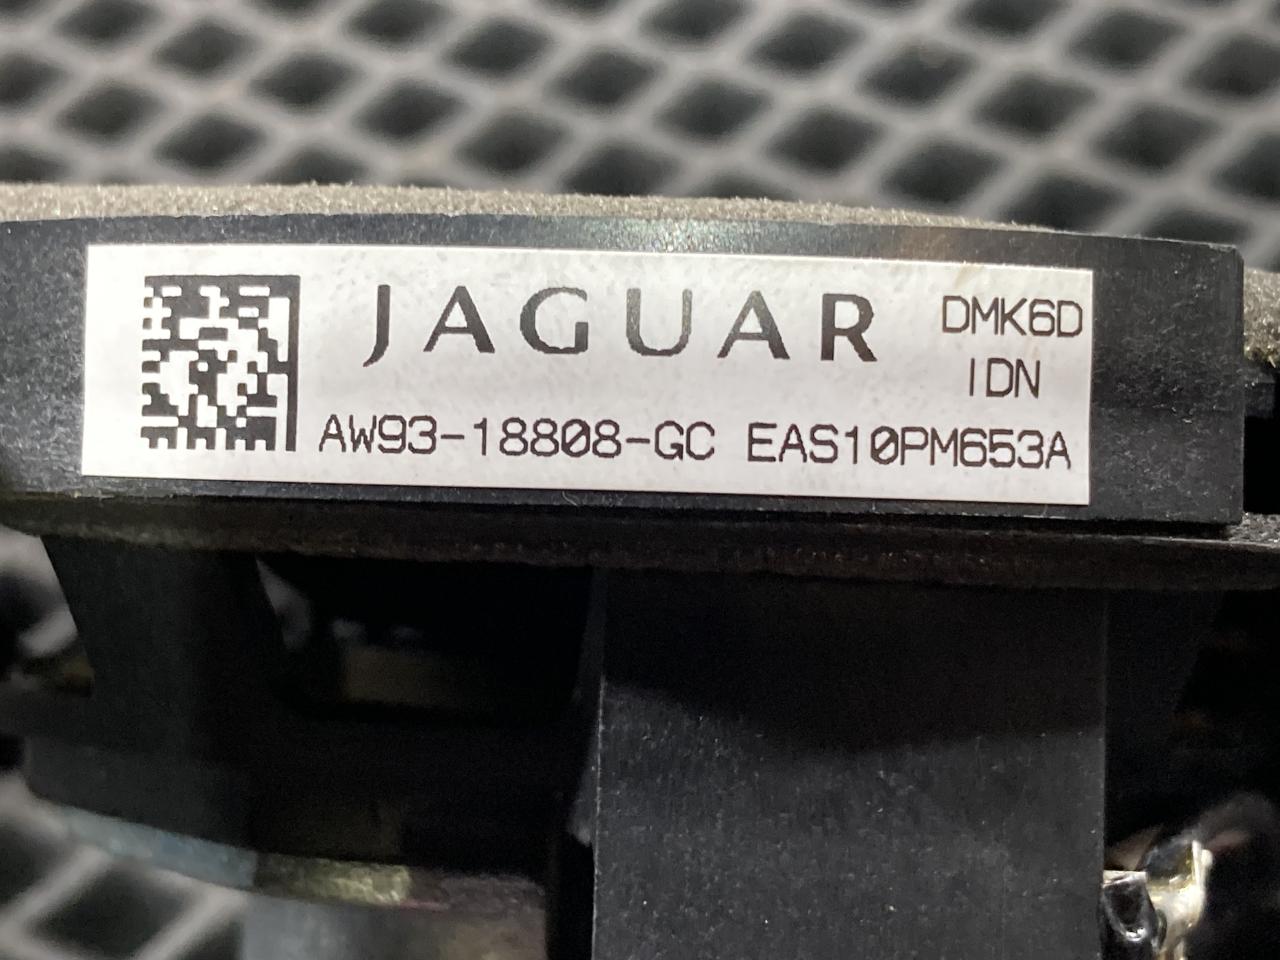 JAGUAR DMK6D
IDN
AW93-18808-GC EAS10PM653A